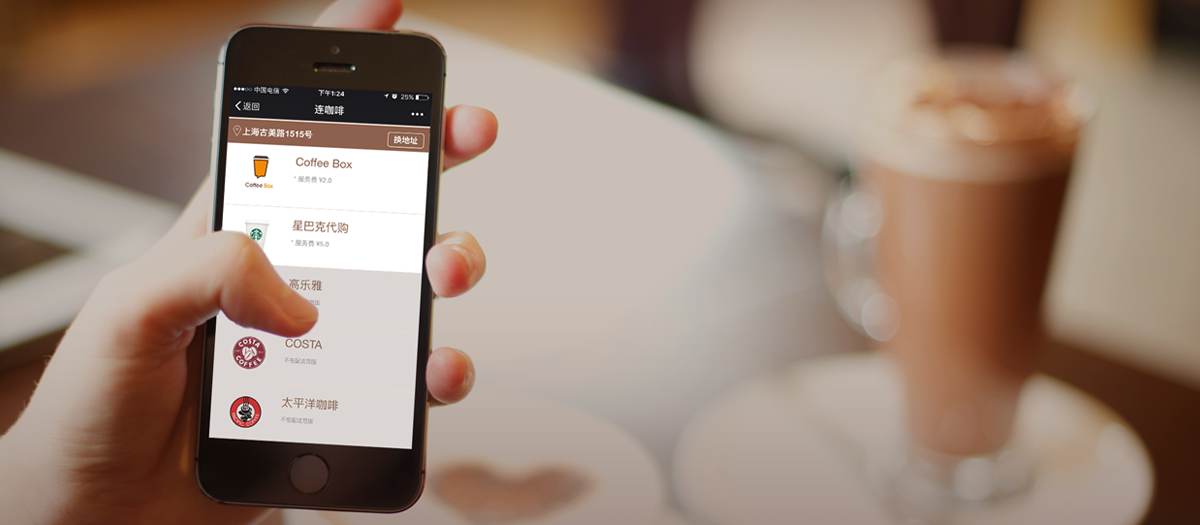 中国电信 下午1:24 25%
返回 连咖啡
上海古美路1515号 换地址
Coffee Box
* 服务费 ¥2.0
Coffee Box
星巴克代购
* 服务费 ¥5.0
高乐雅
COSTA
COSTA COFFEE
不在配送范围
太平洋咖啡
不在配送范围